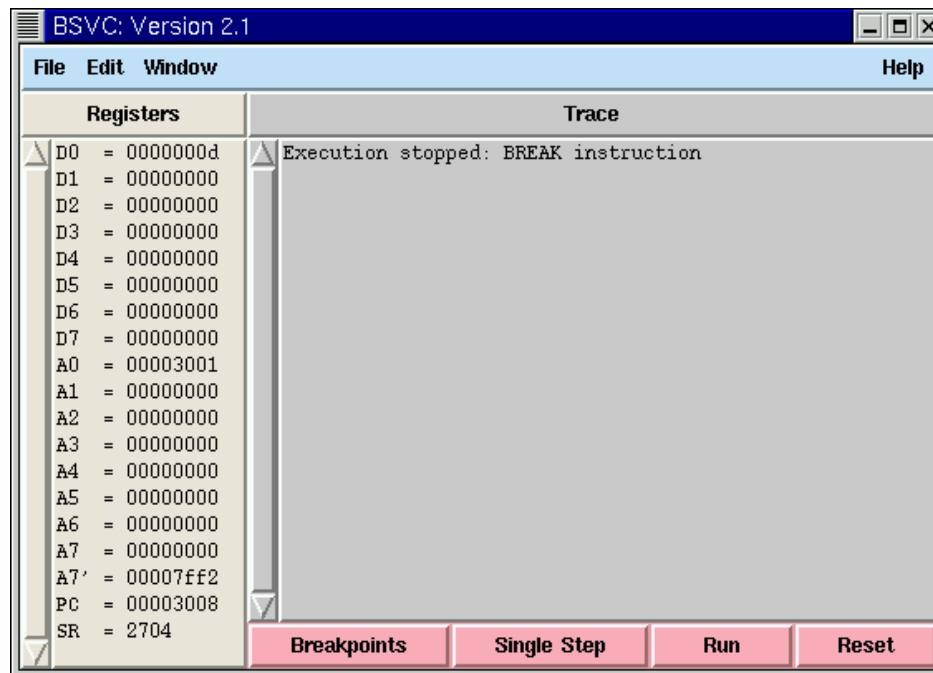 BSVC: Version 2.1
File Edit Window Help
Registers
D0 = 0000000d
D1 = 00000000
D2 = 00000000
D3 = 00000000
D4 = 00000000
D5 = 00000000
D6 = 00000000
D7 = 00000000
A0 = 00003001
A1 = 00000000
A2 = 00000000
A3 = 00000000
A4 = 00000000
A5 = 00000000
A6 = 00000000
A7 = 00000000
A7' = 00007ff2
PC = 00003008
SR = 2704
Trace
Execution stopped: BREAK instruction
Breakpoints Single Step Run Reset